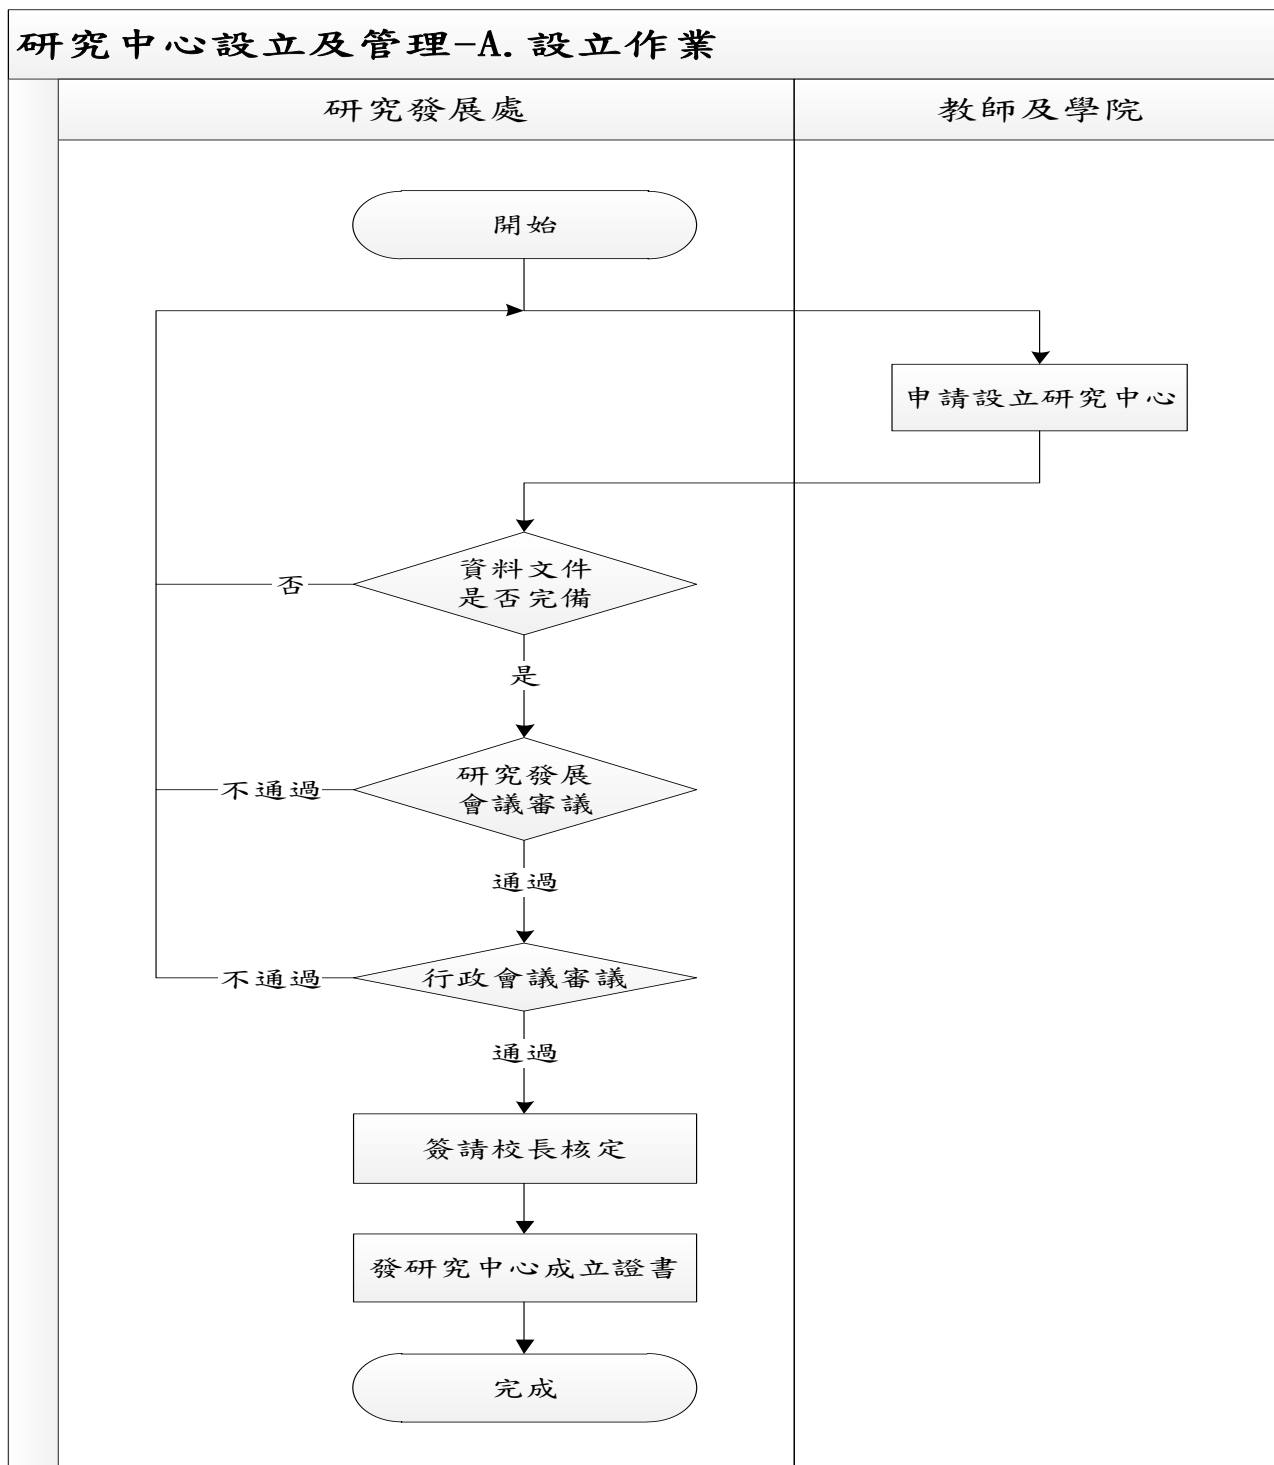 研究中心設立及管理-A.設立作業
研究發展處
教師及學院
開始
申請設立研究中心
資料文件
是否完備
否
是
研究發展
會議審議
不通過
通過
行政會議審議
不通過
通過
簽請校長核定
發研究中心成立證書
完成